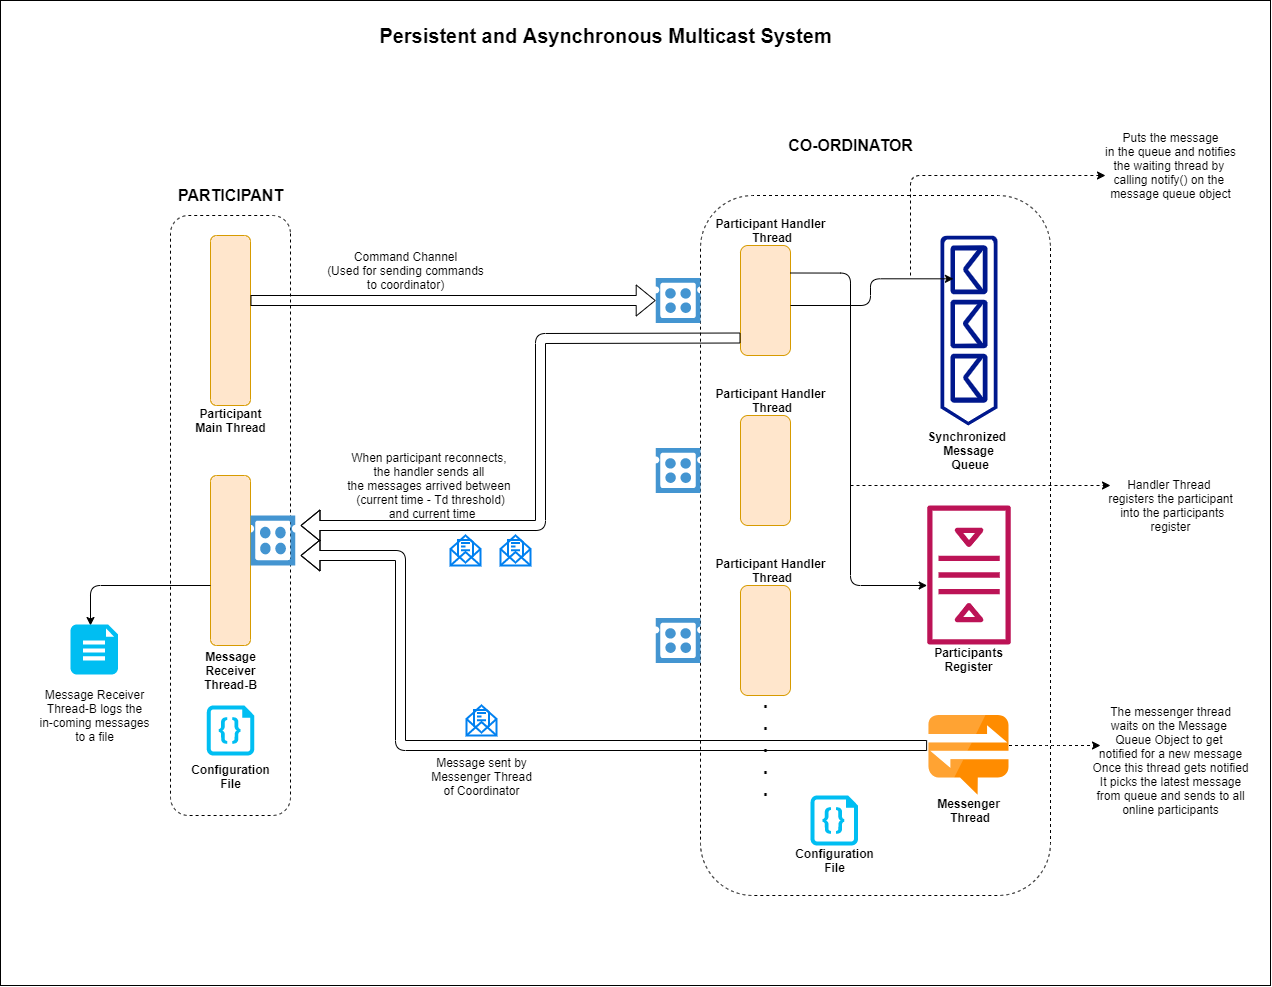 Persistent and Asynchronous Multicast System
CO-ORDINATOR
Puts the message
in the queue and notifies
the waiting thread by
calling notify() on the
message queue object
PARTICIPANT
Participant Handler
Thread
Command Channel
(Used for sending commands
to coordinator)
Participant
Main Thread
Participant Handler
Thread
Synchronized
Message
Queue
When participant reconnects,
the handler sends all
the messages arrived between
(current time - Td threshold)
and current time
Handler Thread
registers the participant
into the participants
register
Participant Handler
Thread
Message
Receiver
Thread-B
Participants
Register
Message Receiver
Thread-B logs the
in-coming messages
to a file
{}
Configuration
File
Message sent by
Messenger Thread
of Coordinator
The messenger thread
waits on the Message
Queue Object to get
notified for a new message
Once this thread gets notified
It picks the latest message
from queue and sends to all
online participants
Messenger
Thread
{}
Configuration
File